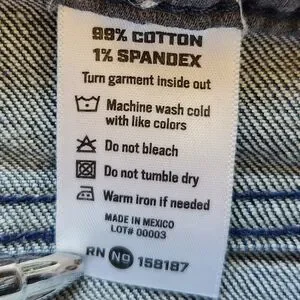 99% COTTON
1% SPANDEX
Turn garment inside out
Machine wash cold
with like colors
Do not bleach
Do not tumble dry
Warm iron if needed
MADE IN MEXICO
LOT# 00003
RN No 158187